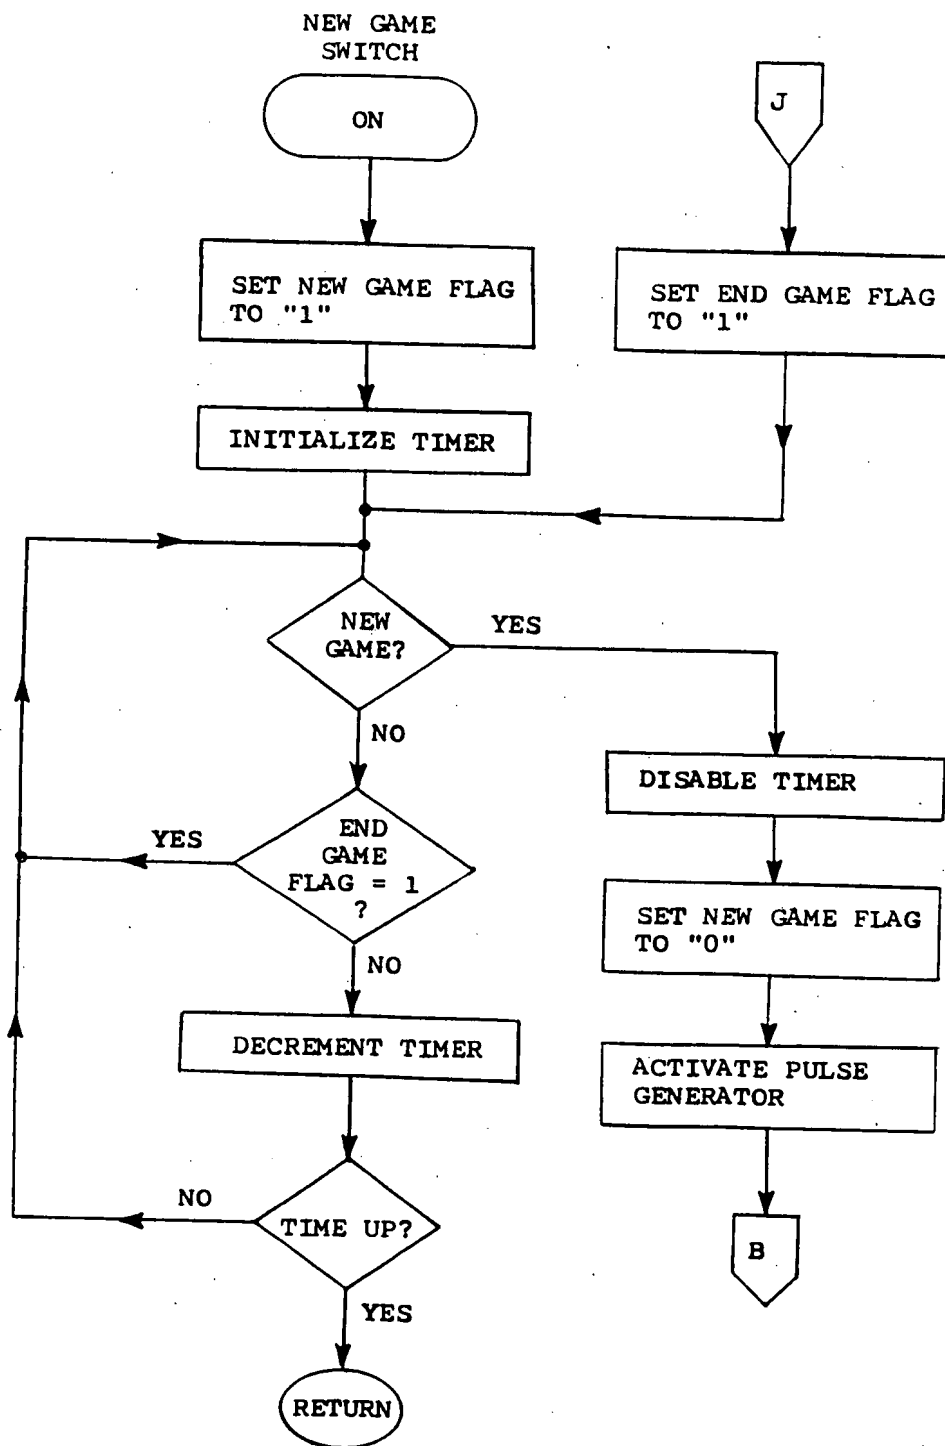 NEW GAME
SWITCH
ON
J
SET NEW GAME FLAG
TO "1"
SET END GAME FLAG
TO "1"
INITIALIZE TIMER
NEW
GAME?
YES
NO
DISABLE TIMER
YES
END
GAME
FLAG = 1
?
SET NEW GAME FLAG
TO "0"
NO
DECREMENT TIMER
ACTIVATE PULSE
GENERATOR
NO
TIME UP?
B
YES
RETURN